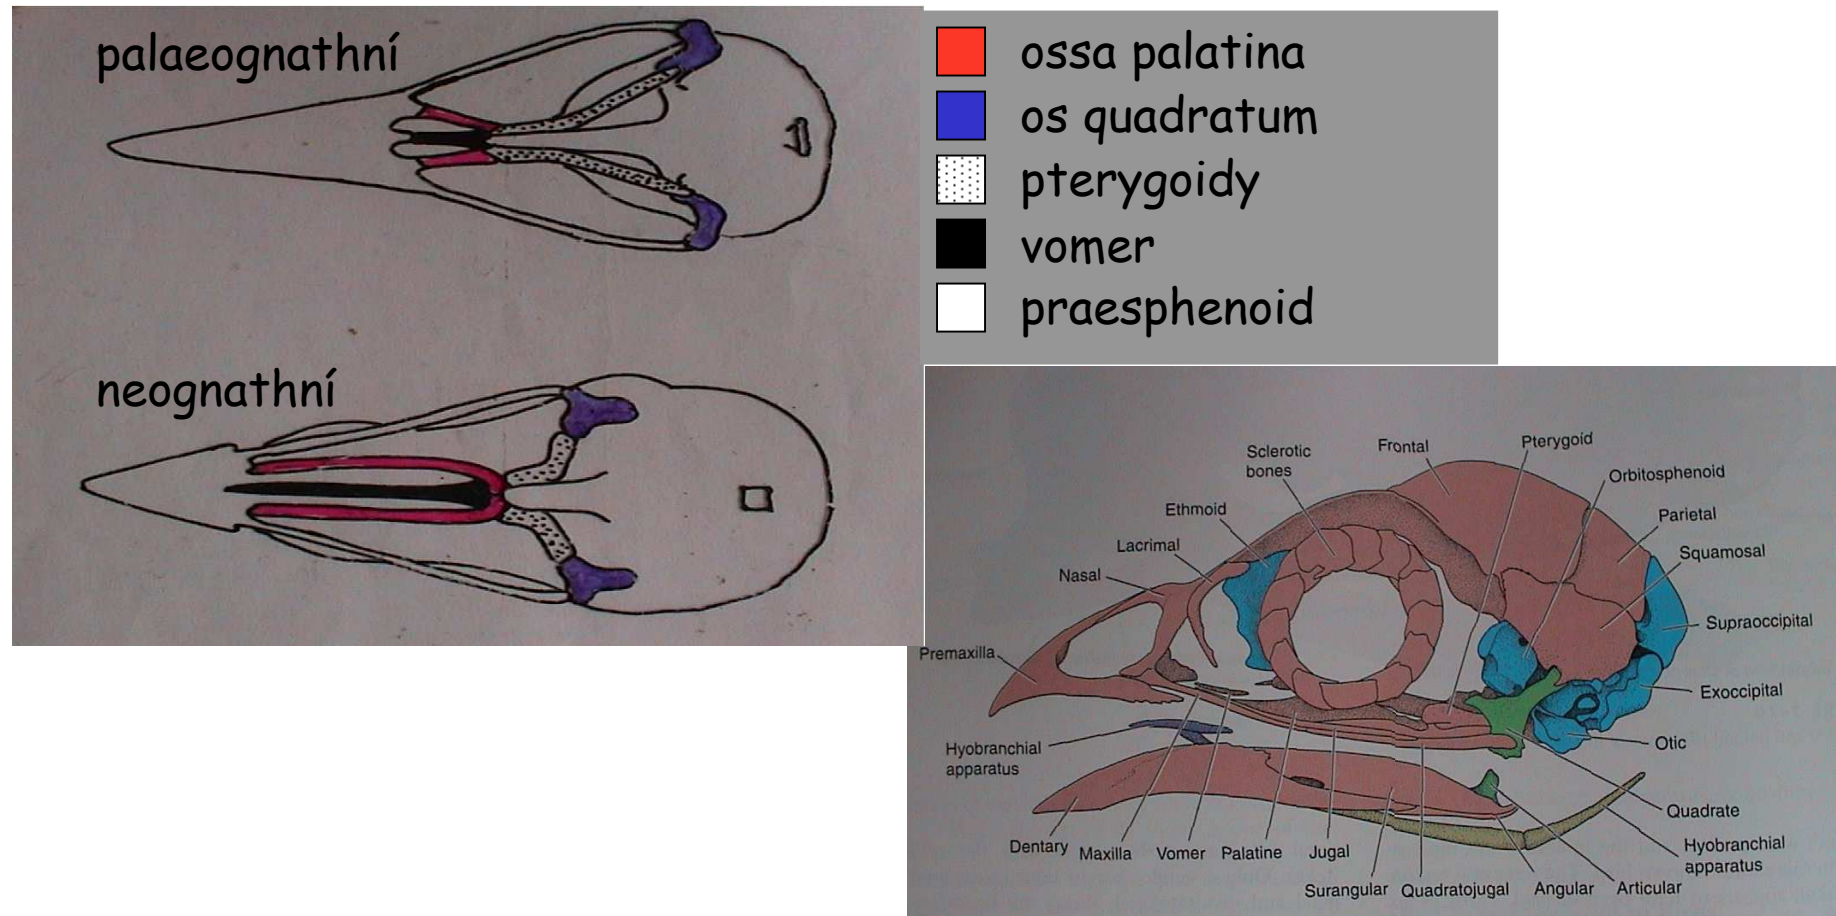 palaeognathní
neognathní
ossa palatina
os quadratum
pterygoidy
vomer
praesphenoid
Sclerotic
bones
Frontal
Pterygoid
Orbitosphenoid
Parietal
Squamosal
Ethmoid
Lacrimal
Nasal
Premaxilla
Supraoccipital
Exoccipital
Otic
Hyobranchial
apparatus
Quadrate
Hyobranchial
apparatus
Dentary
Maxilla
Vomer
Palatine
Jugal
Surangular
Quadratojugal
Angular
Articular